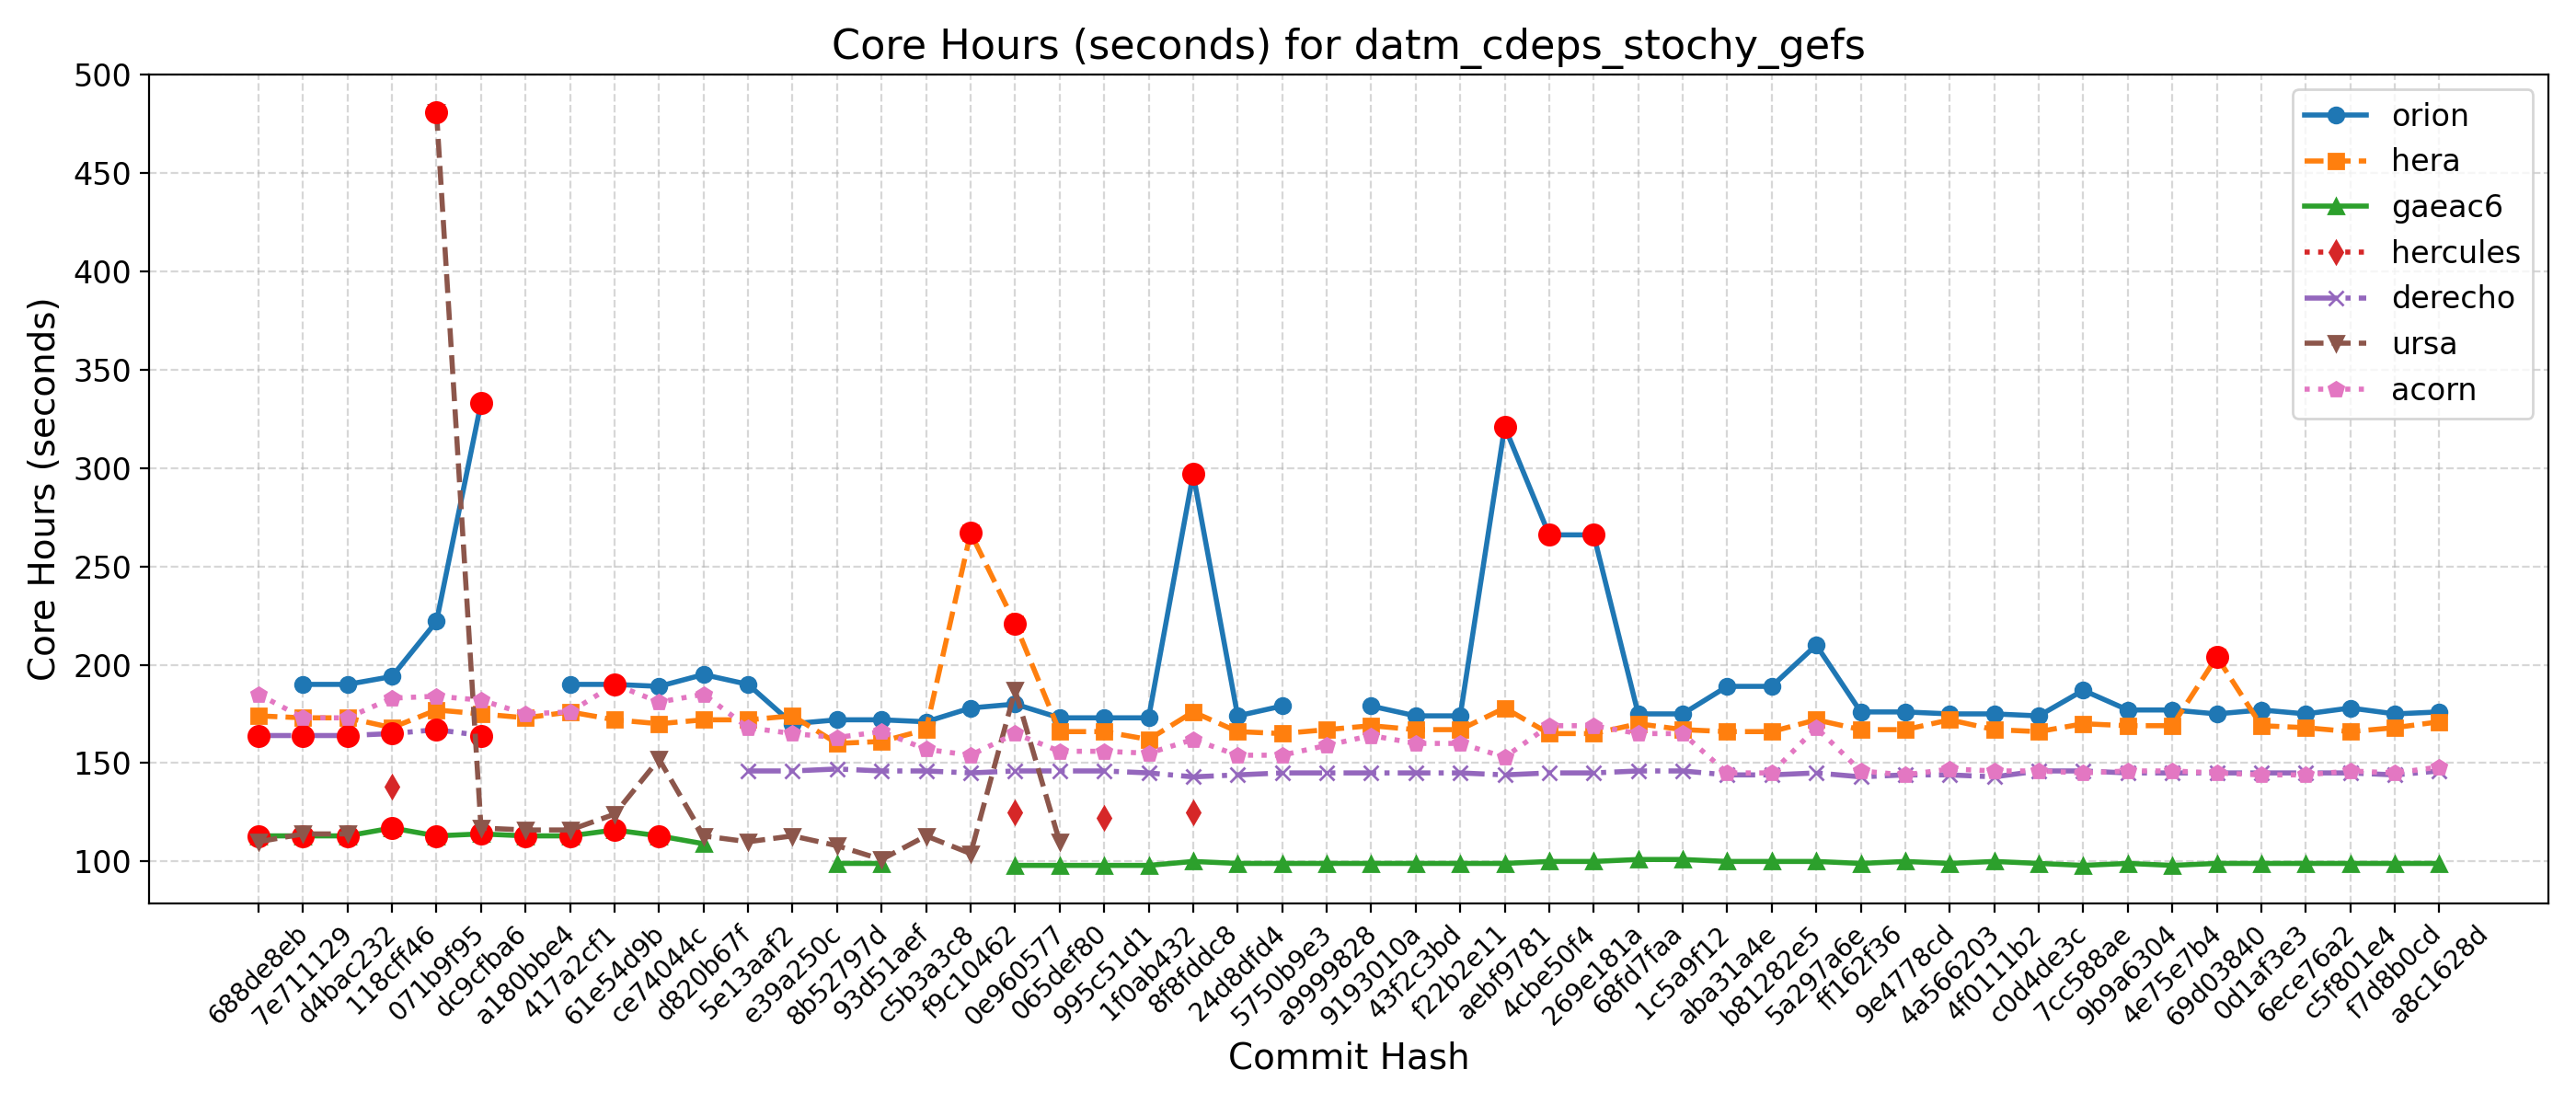 Core Hours (seconds) for datm_cdeps_stochy_gefs
Core Hours (seconds)
500
450
400
350
300
250
200
150
100
orion
hera
gaeac6
hercules
derecho
ursa
acorn
688de8eb
7e711129
d4bac232
118cff46
071b9f95
dc9cfba6
a180bbe4
417a2cf1
61e54d9b
ce74044c
d820b67f
5e13aaf2
e39a250c
8b52797d
93d51aef
c5b3a3c8
f9c10462
0e960577
065def80
995c51d1
1f0ab432
8f8fddc8
24d8dfd4
5750b9e3
a9999828
9193010a
43f2c3bd
f22b2e11
aebf9781
4cbe50f4
269e181a
68fd7faa
1c5a9f12
aba31a4e
b81282e5
5a297a6e
ff162f36
9e4778cd
4a566203
4f0111b2
c0d4de3c
7cc588ae
9b9a6304
4e75e7b4
69d03840
0d1af3e3
6ece76a2
c5f801e4
f7d8b0cd
a8c1628d
Commit Hash